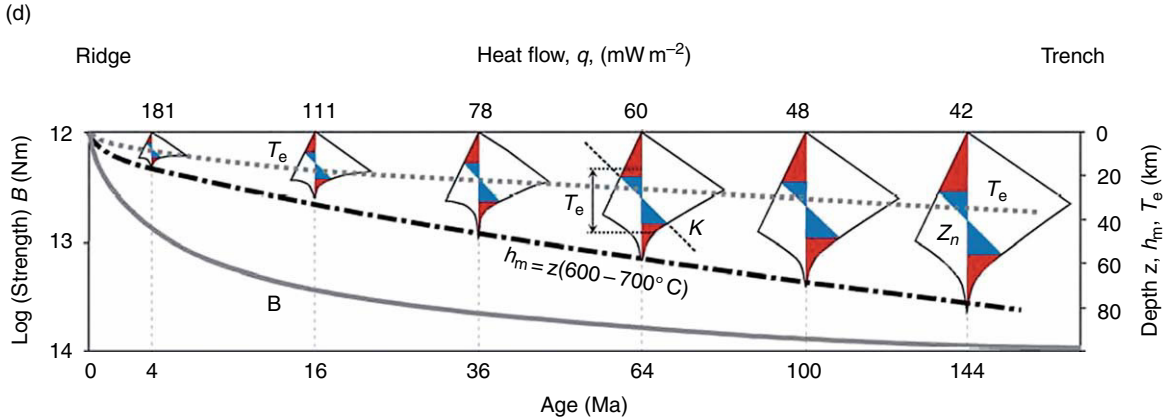 (d)
Ridge Heat flow, q, (mW m–2) Trench
181 111 78 60 48 42
Log (Strength) B (Nm)
12
13
14
Te
Te
K
Zn
Te
hm = z(600 – 700° C)
B
0
20
40
60
80
Depth z, hm, Te (km)
0 4 16 36 64 100 144
Age (Ma)